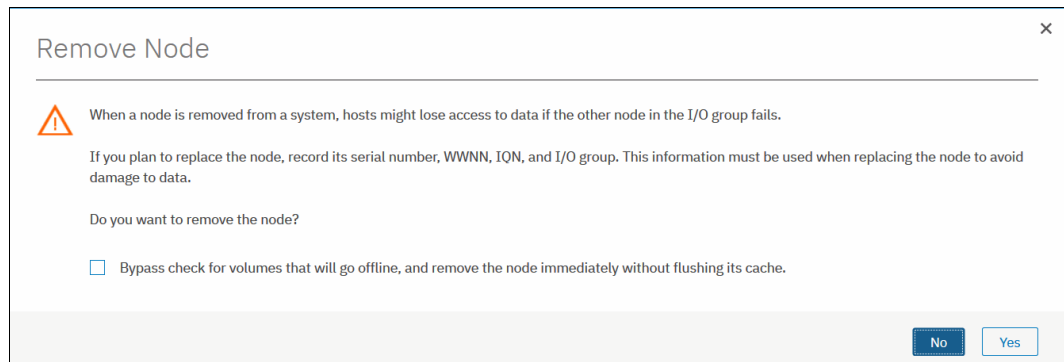 Remove Node
When a node is removed from a system, hosts might lose access to data if the other node in the I/O group fails.
If you plan to replace the node, record its serial number, WWNN, IQN, and I/O group. This information must be used when replacing the node to avoid
damage to data.
Do you want to remove the node?
Bypass check for volumes that will go offline, and remove the node immediately without flushing its cache.
No
Yes